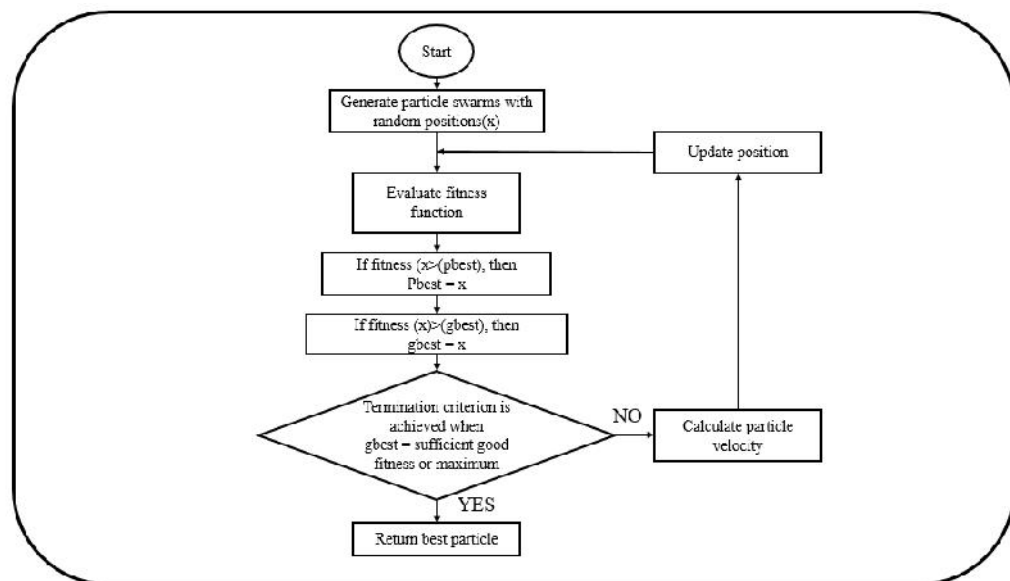 Start
Generate particle swarms with
random positions(x)
Update position
Evaluate fitness
function
If fitness (x>(pbest), then
Pbest = x
If fitness (x)>(gbest), then
gbest = x
Termination criterion is
achieved when
gbest = sufficient good
fitness or maximum
NO
Calculate particle
velocity
YES
Return best particle